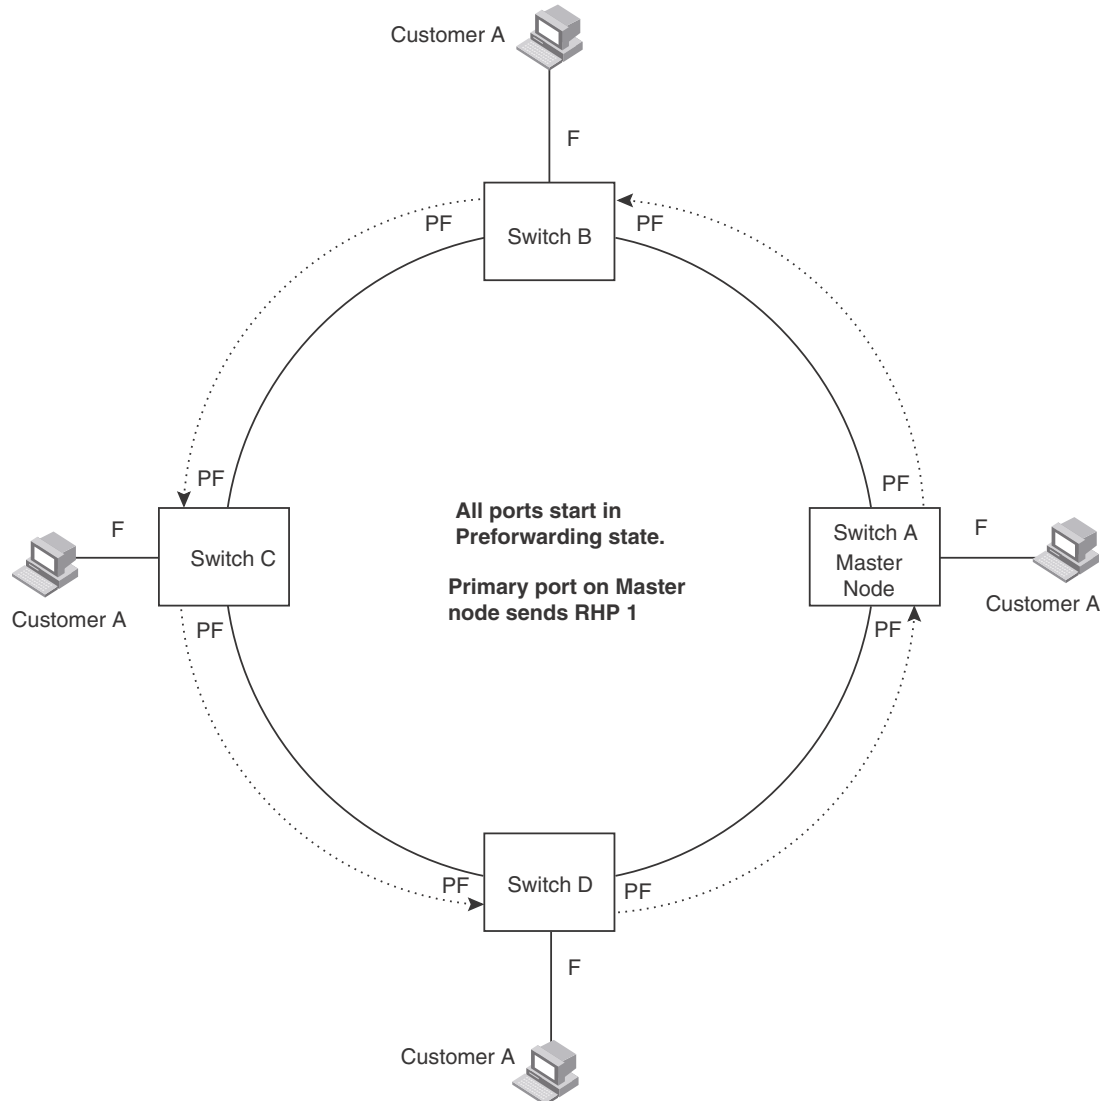 Customer A
F
PF
PF
Switch B
PF
PF
All ports start in
Preforwarding state.
Primary port on Master
node sends RHP 1
F
Switch C
Customer A
Switch A
Master
Node
F
Customer A
PF
PF
PF
Switch D
PF
F
Customer A